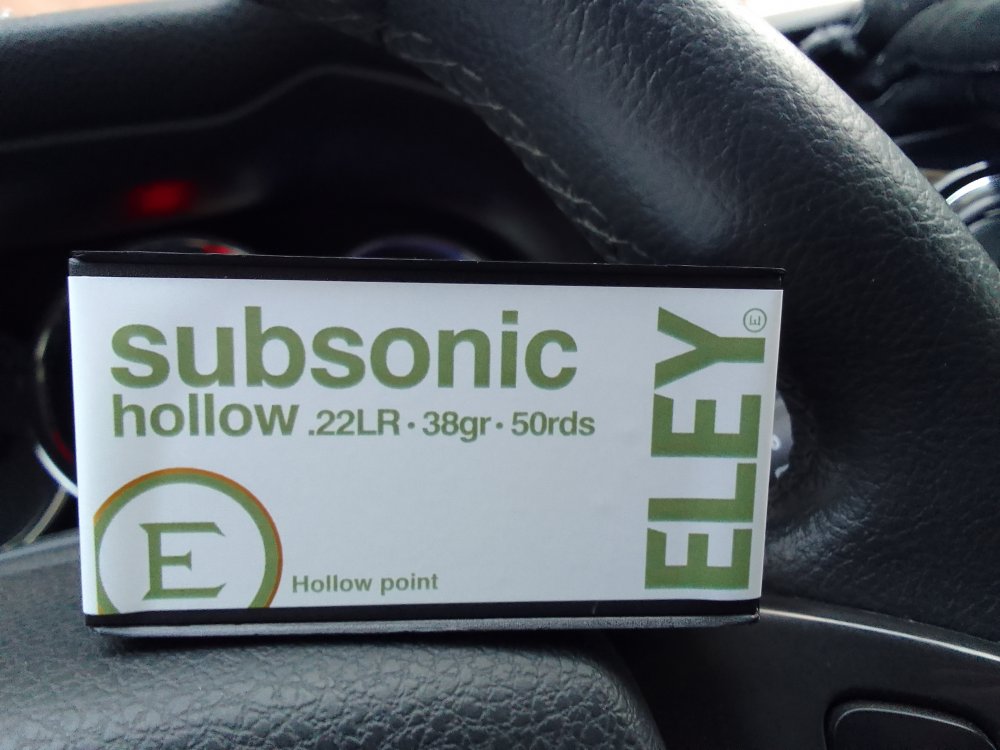 subsonic
hollow .22LR · 38gr · 50rds
E
Hollow point
ELEY
E